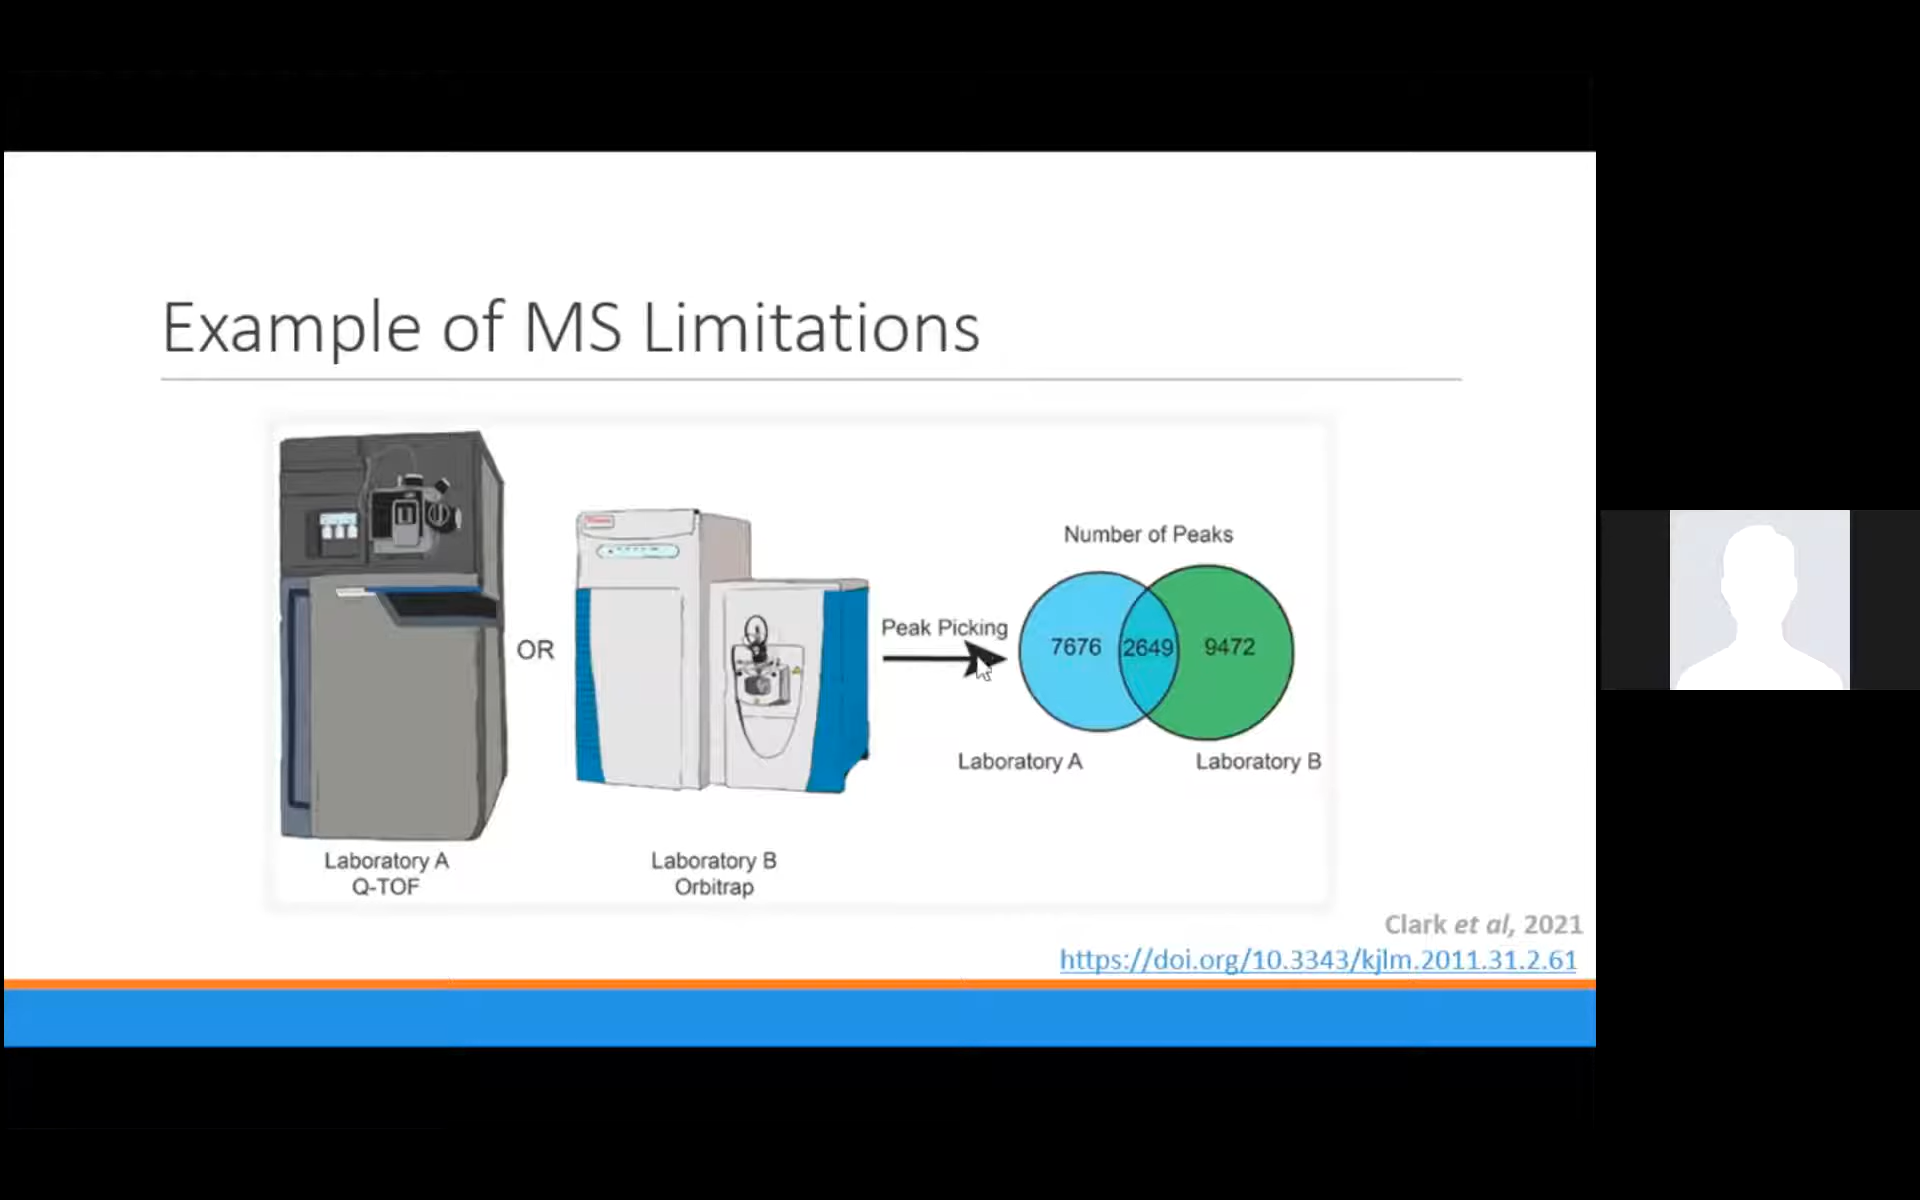 Example of MS Limitations
Number of Peaks
Peak Picking
OR
7676
2649
9472
Laboratory A
Laboratory B
Laboratory A
Q-TOF
Laboratory B
Orbitrap
Clark et al, 2021
https://doi.org/10.3343/kjlm.2011.31.2.61